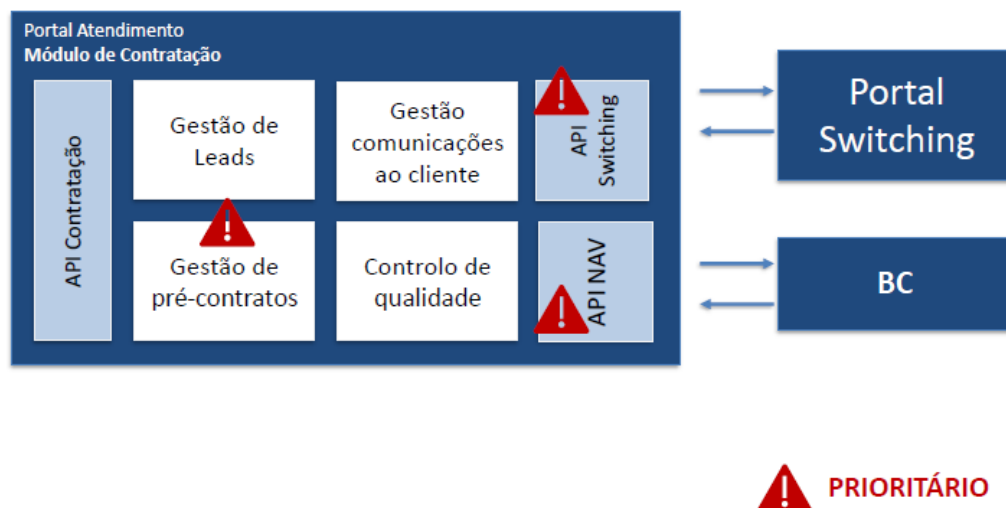 Portal Atendimento
Módulo de Contratação
API Contratação
Gestão de
Leads
Gestão
comunicações
ao cliente
API
Switching
Gestão de
pré-contratos
Controlo de
qualidade
API NAV
Portal
Switching
BC
PRIORITÁRIO